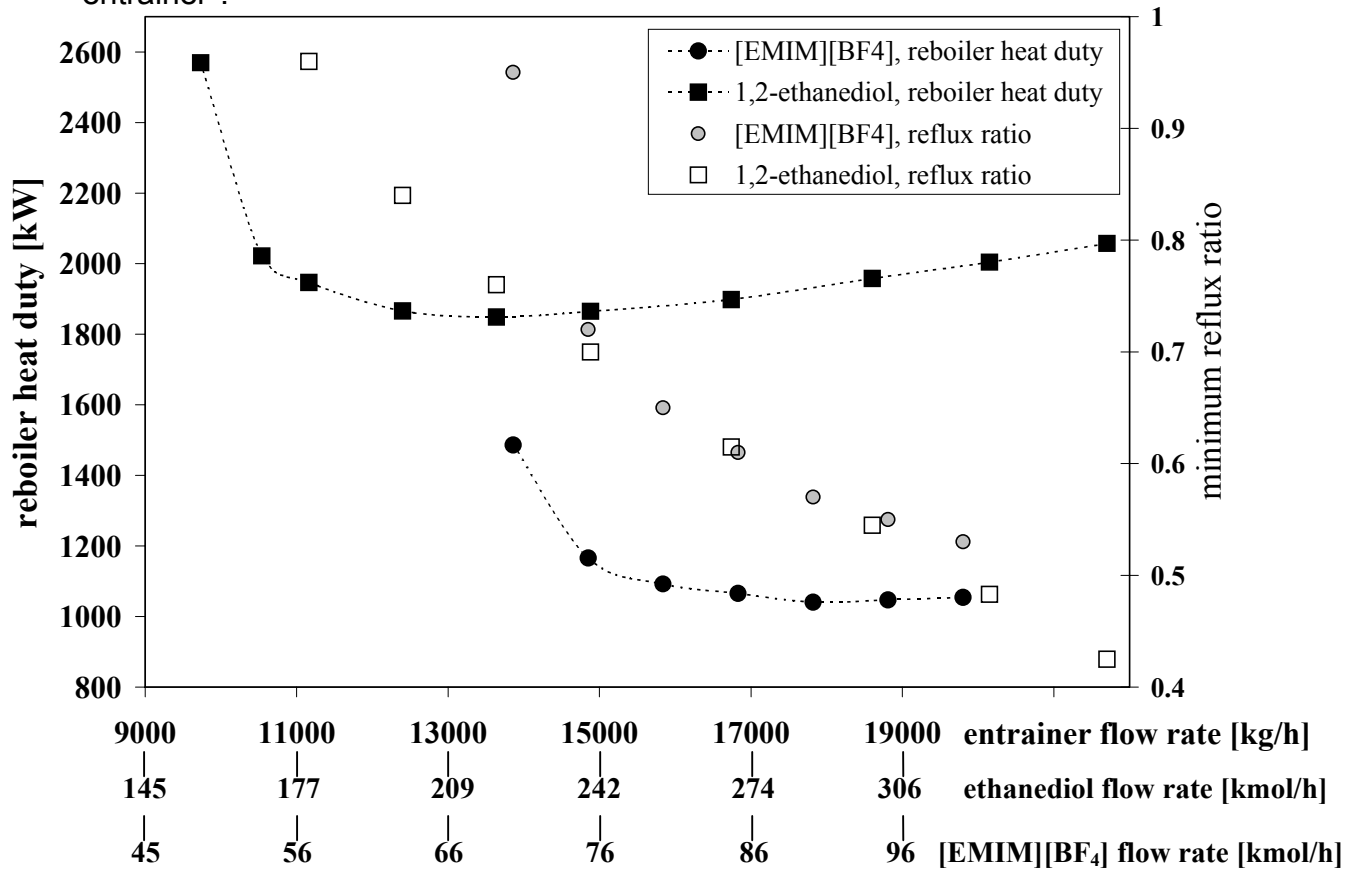 entrainer .
[EMIM][BF4], reboiler heat duty
1,2-ethanediol, reboiler heat duty
[EMIM][BF4], reflux ratio
1,2-ethanediol, reflux ratio
reboiler heat duty [kW]
2600
2400
2200
2000
1800
1600
1400
1200
1000
800
minimum reflux ratio
1
0.9
0.8
0.7
0.6
0.5
0.4
9000 11000 13000 15000 17000 19000 entrainer flow rate [kg/h]
145 177 209 242 274 306 ethanediol flow rate [kmol/h]
45 56 66 76 86 96 [EMIM][BF₄] flow rate [kmol/h]